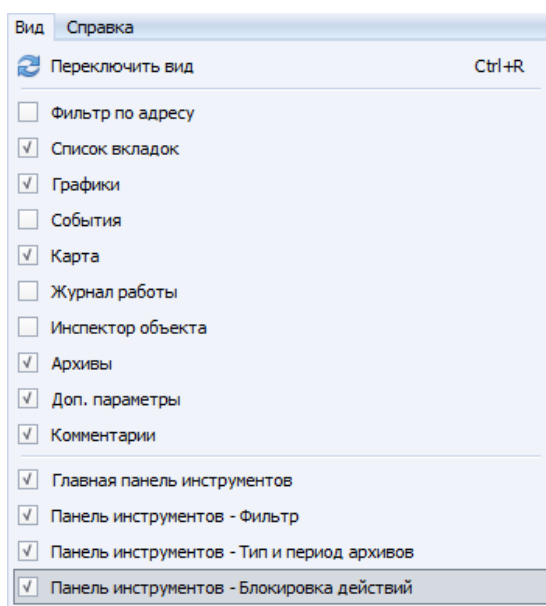 Вид Справка
Переключить вид Ctrl+R
Фильтр по адресу
Список вкладок
Графики
События
Карта
Журнал работы
Инспектор объекта
Архивы
Доп. параметры
Комментарии
Главная панель инструментов
Панель инструментов - Фильтр
Панель инструментов - Тип и период архивов
Панель инструментов - Блокировка действий